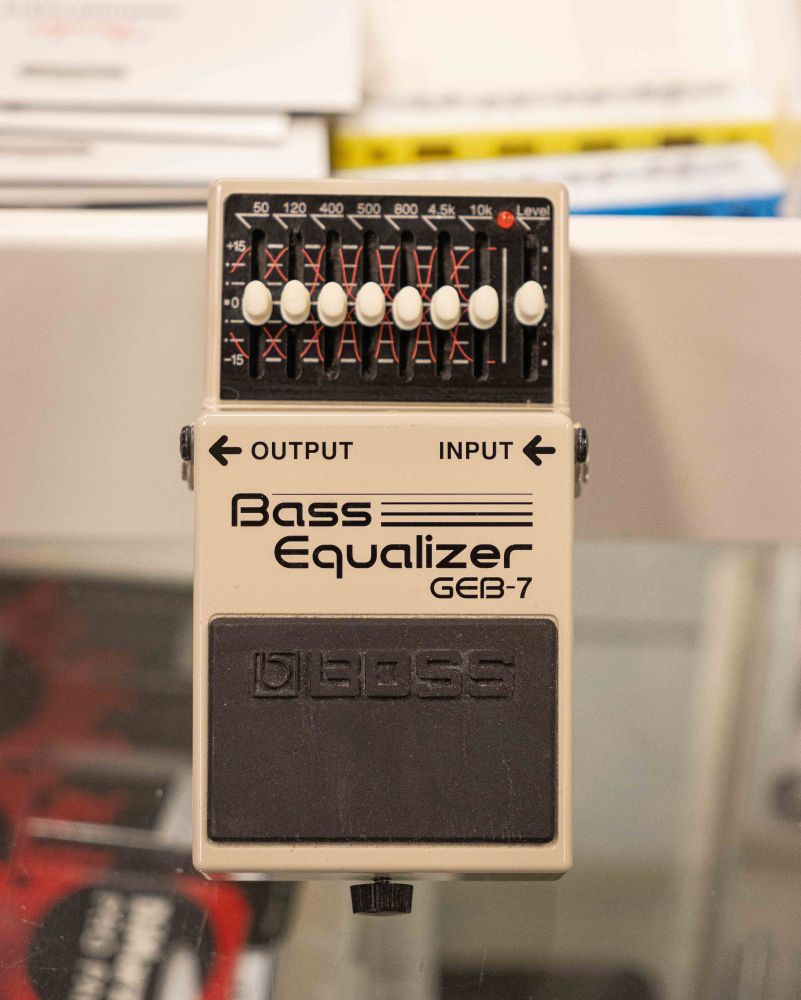 50 120 400 500 800 4.5k 10k Level
+15
0
-15
OUTPUT INPUT
Bass
Equalizer
GEB-7
BOSS